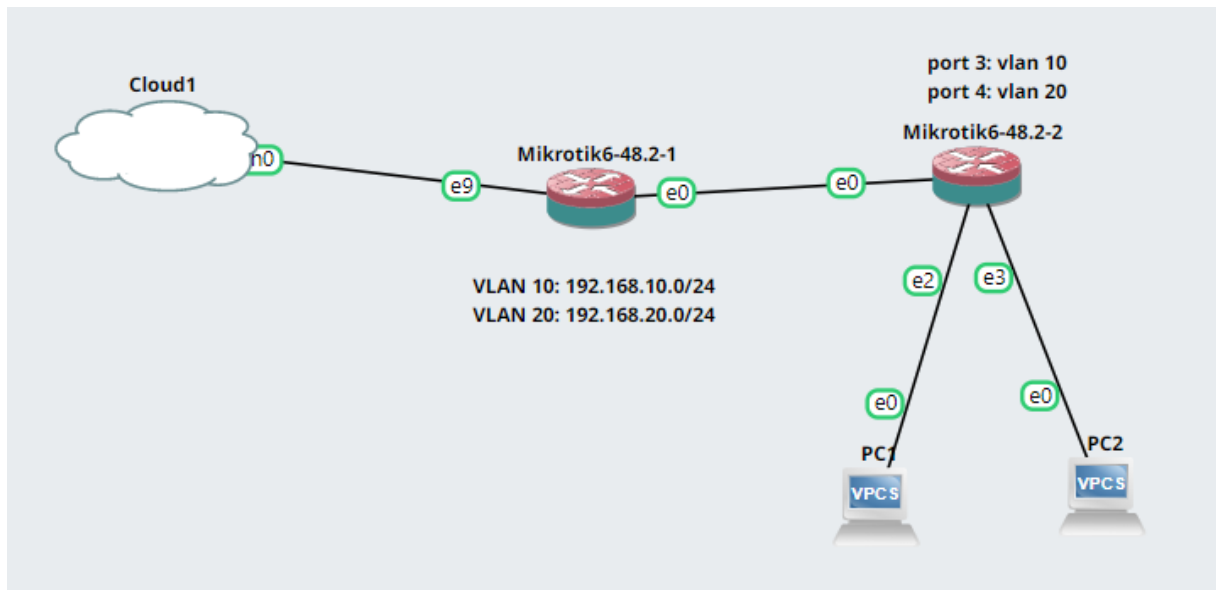 Cloud1
e9
Mikrotik6-48.2-1
e0
VLAN 10: 192.168.10.0/24
VLAN 20: 192.168.20.0/24
port 3: vlan 10
port 4: vlan 20
Mikrotik6-48.2-2
e0
e2
e3
e0
e0
PC1
VPCS
PC2
VPCS